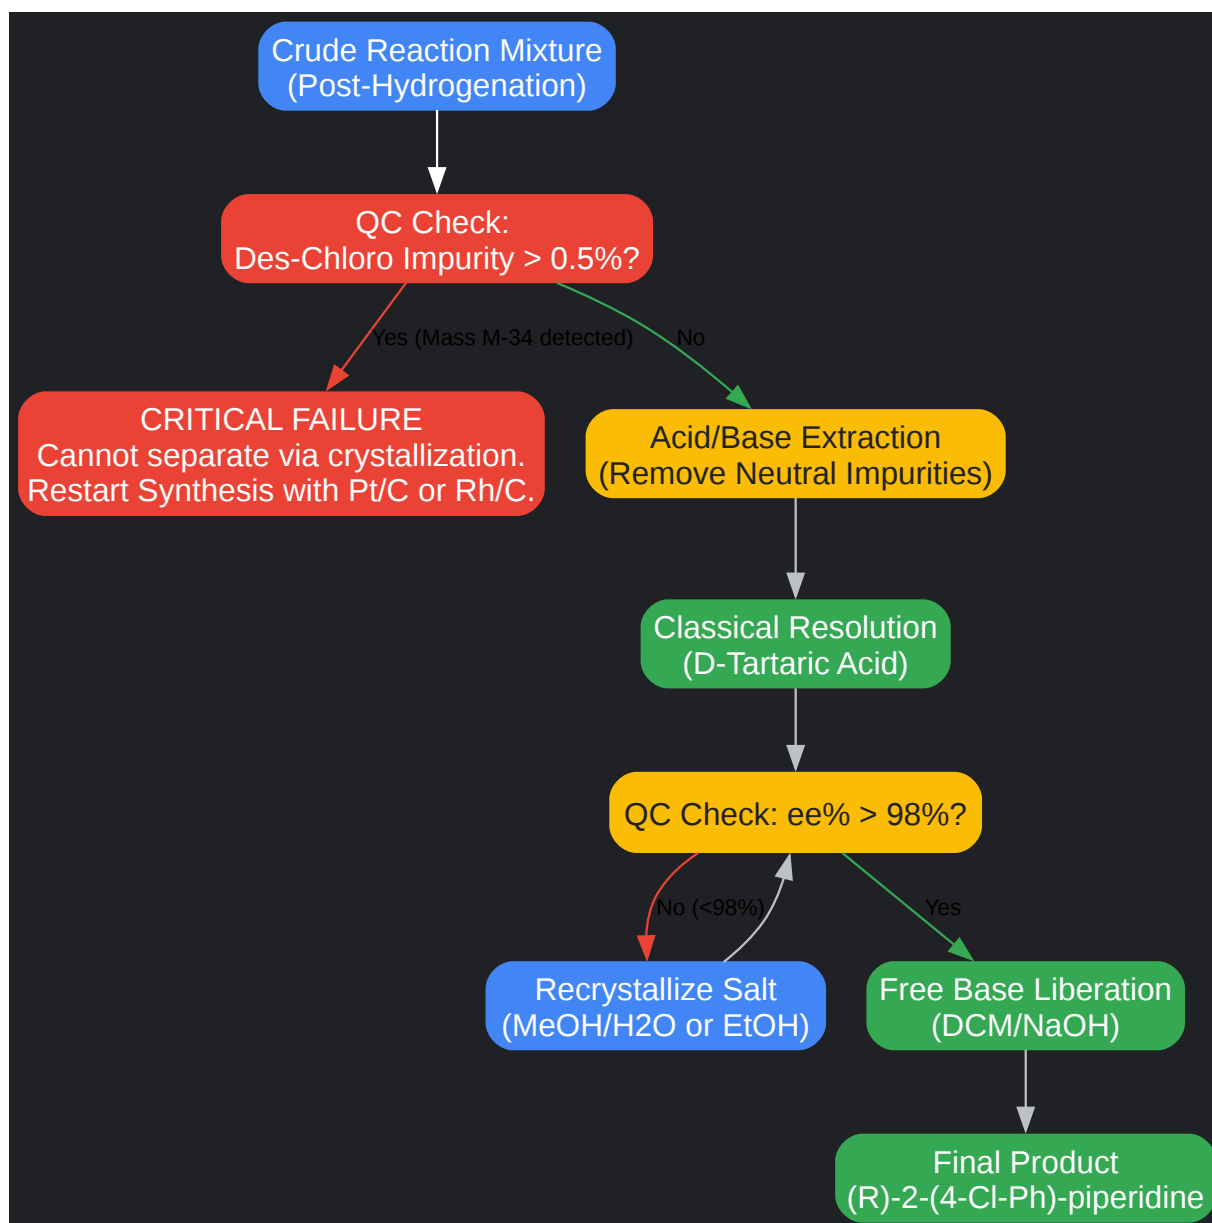 Crude Reaction Mixture
(Post-Hydrogenation)
QC Check:
Des-Chloro Impurity > 0.5%?
Yes (Mass M-34 detected)
No
CRITICAL FAILURE
Cannot separate via crystallization.
Restart Synthesis with Pt/C or Rh/C.
Acid/Base Extraction
(Remove Neutral Impurities)
Classical Resolution
(D-Tartaric Acid)
QC Check: ee% > 98%?
No (<98%)
Yes
Recrystallize Salt
(MeOH/H2O or EtOH)
Free Base Liberation
(DCM/NaOH)
Final Product
(R)-2-(4-Cl-Ph)-piperidine